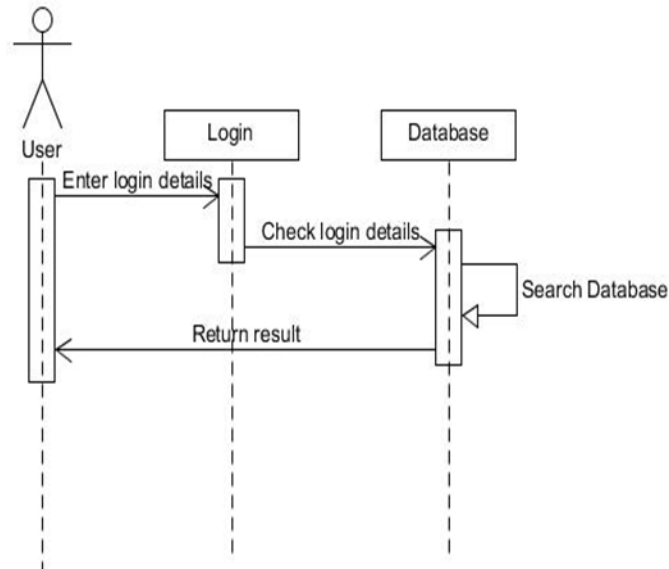 User
Login
Database
Enter login details
Check login details
Search Database
Return result